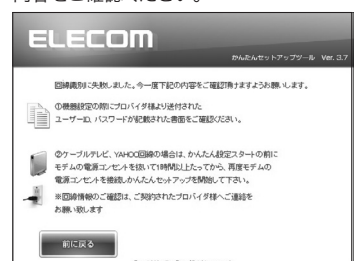 ELECOM
かんたんセットアップツール Ver. 3.7
回線識別に失敗しました。今一度下記の内容をご確認頂けますようお願いします。
①機器設定の際にプロバイダ様より送付された
ユーザーID、パスワードが記載された書面をご確認ください。
②ケーブルテレビ、YAHOO回線の場合は、かんたん設定スタートの前に
モデムの電源コンセントを抜いて1時間以上たってから、再度モデムの
電源コンセントを接続しかんたんセットアップを開始して下さい。
※回線情報のご確認は、ご契約されたプロバイダ様へご連絡を
お願い致します
前に戻る